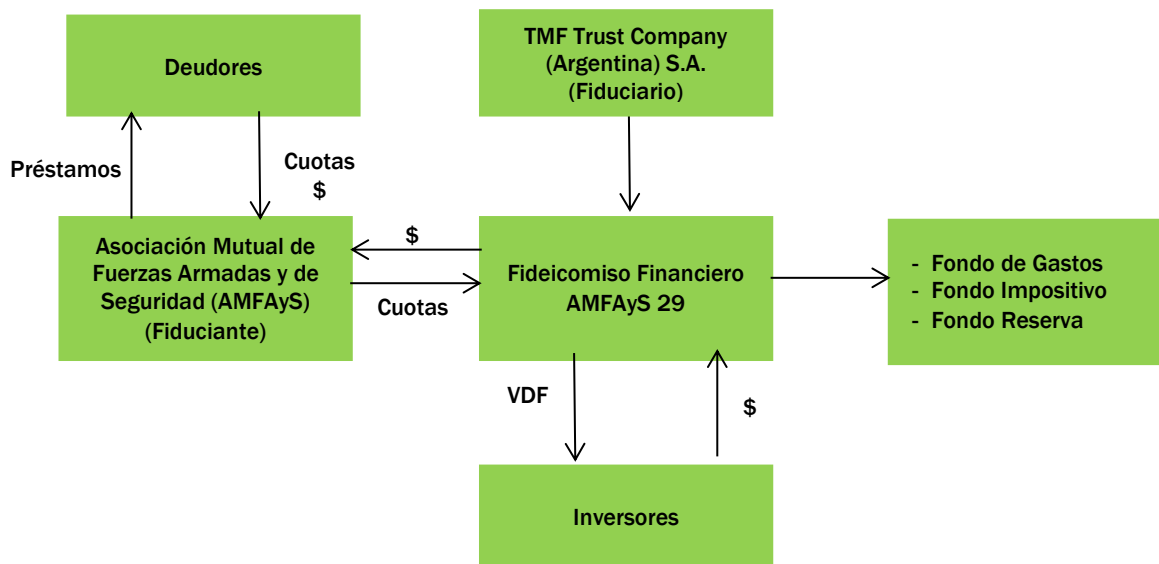 Deudores
TMF Trust Company
(Argentina) S.A.
(Fiduciario)
Préstamos
Cuotas
$
Asociación Mutual de
Fuerzas Armadas y de
Seguridad (AMFAyS)
(Fiduciante)
$
Cuotas
Fideicomiso Financiero
AMFAyS 29
- Fondo de Gastos
- Fondo Impositivo
- Fondo Reserva
VDF
$
Inversores